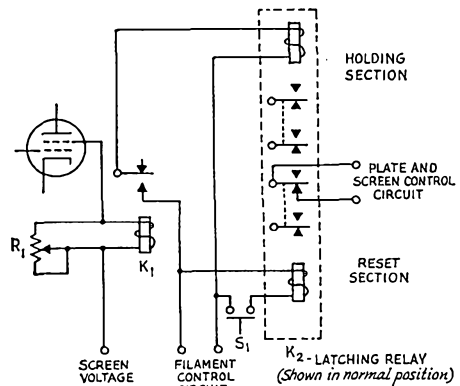 HOLDING
SECTION
PLATE AND
SCREEN CONTROL
CIRCUIT
R1
K1
RESET
SECTION
S1
K2-LATCHING RELAY
(Shown in normal position)
SCREEN
VOLTAGE
FILAMENT
CONTROL